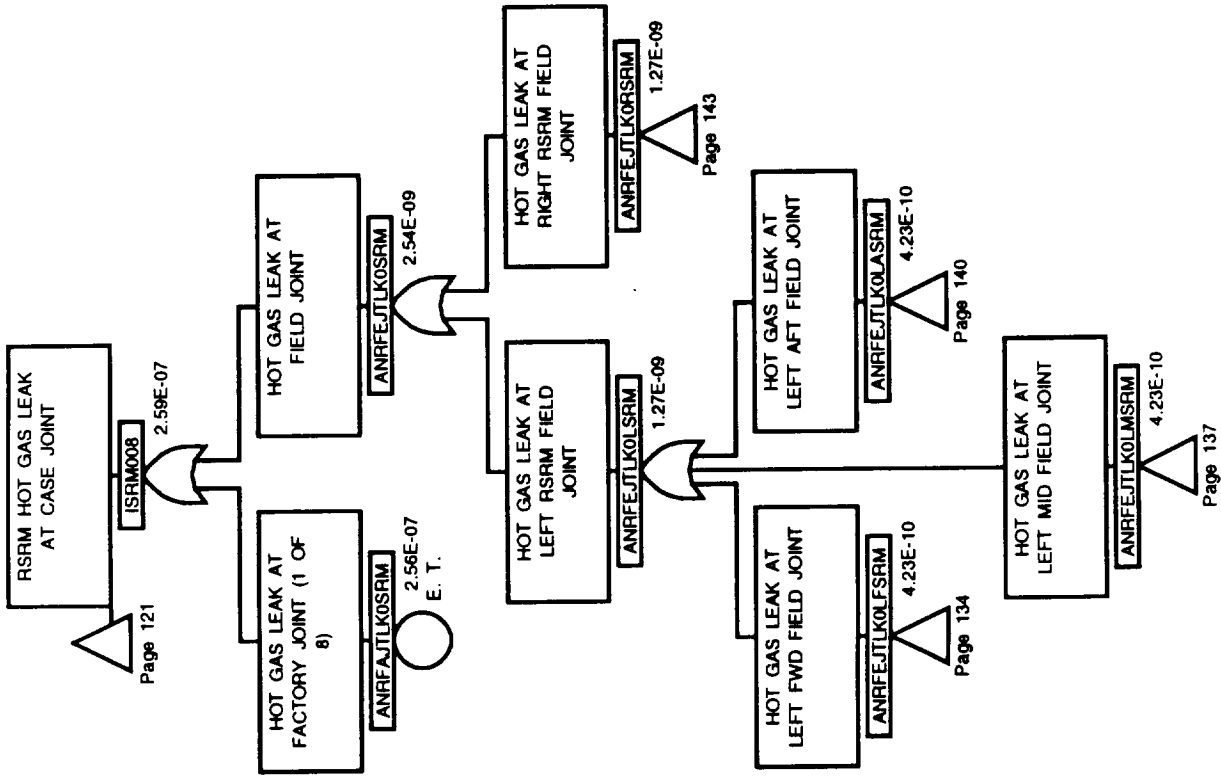 RSRM HOT GAS LEAK
AT CASE JOINT
ISRM008
2.59E-07
Page 121
HOT GAS LEAK AT
FACTORY JOINT (1 OF
8)
ANRFAJTLK0SRM
2.56E-07
E. T.
HOT GAS LEAK AT
FIELD JOINT
ANRFEJTLK0SRM
2.54E-09
HOT GAS LEAK AT
LEFT RSRM FIELD
JOINT
ANRFEJTLK0LSRM
1.27E-09
HOT GAS LEAK AT
RIGHT RSRM FIELD
JOINT
ANRFEJTLK0RSRM
1.27E-09
Page 143
HOT GAS LEAK AT
LEFT FWD FIELD JOINT
ANRFEJTLK0LFSRM
4.23E-10
Page 134
HOT GAS LEAK AT
LEFT AFT FIELD JOINT
ANRFEJTLK0LASRM
4.23E-10
Page 140
HOT GAS LEAK AT
LEFT MID FIELD JOINT
ANRFEJTLK0LMSRM
4.23E-10
Page 137